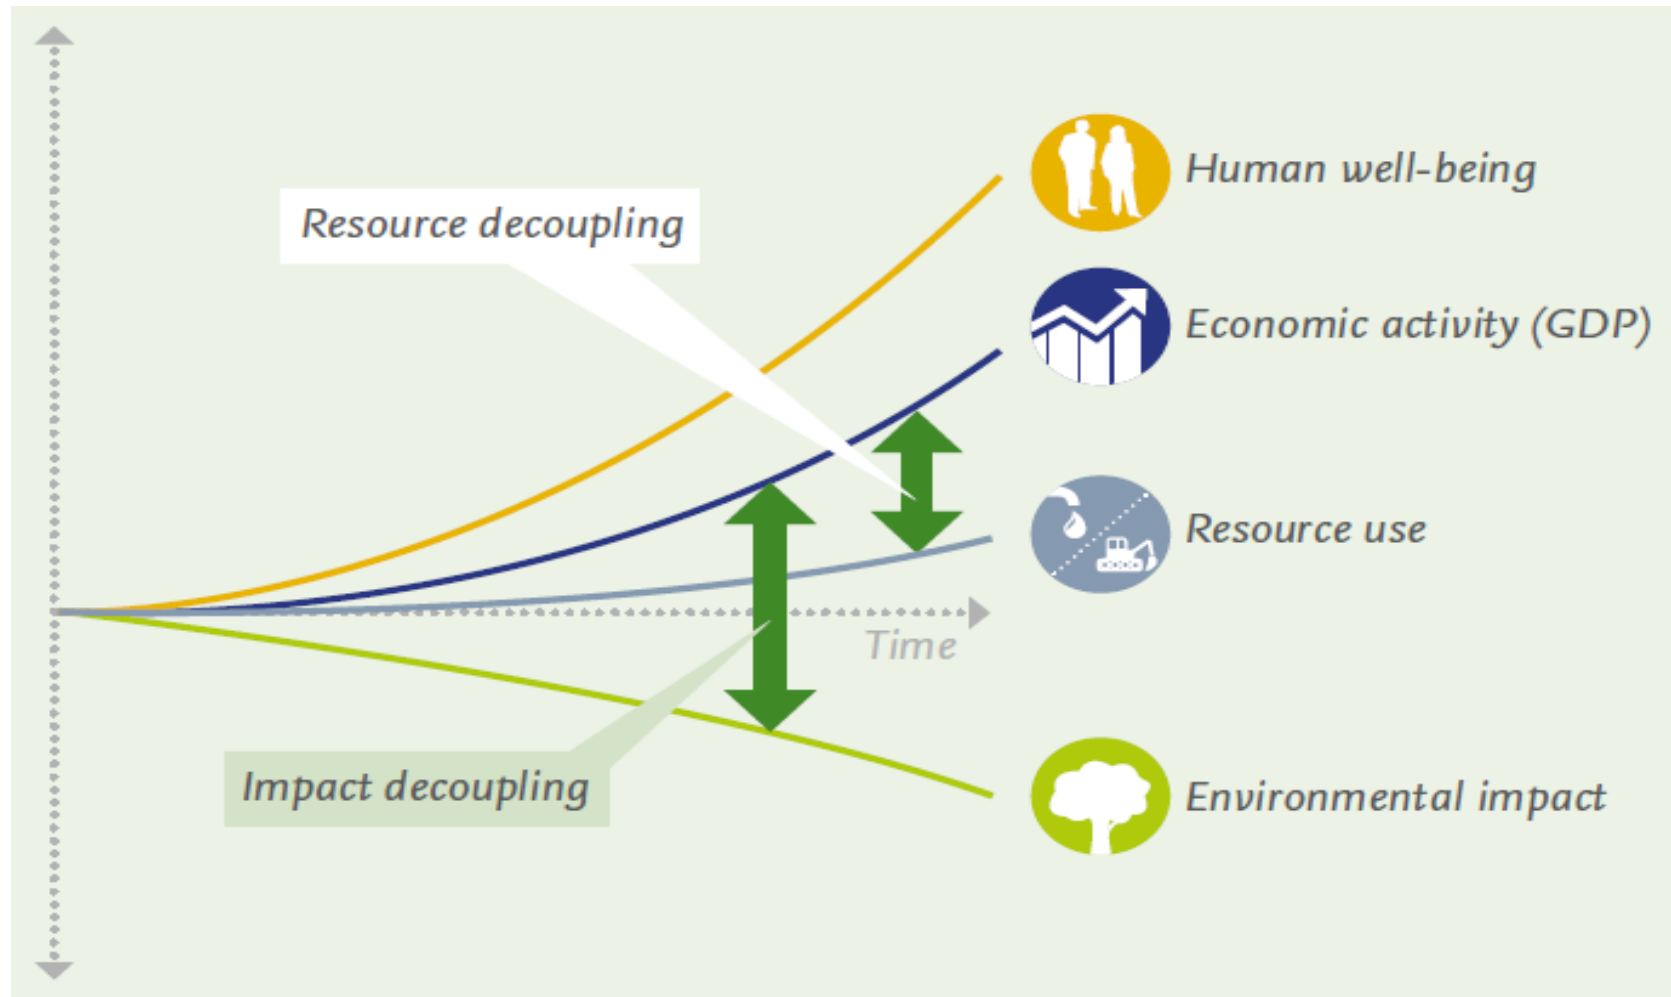 Human well-being
Resource decoupling
Economic activity (GDP)
Resource use
Time
Impact decoupling
Environmental impact